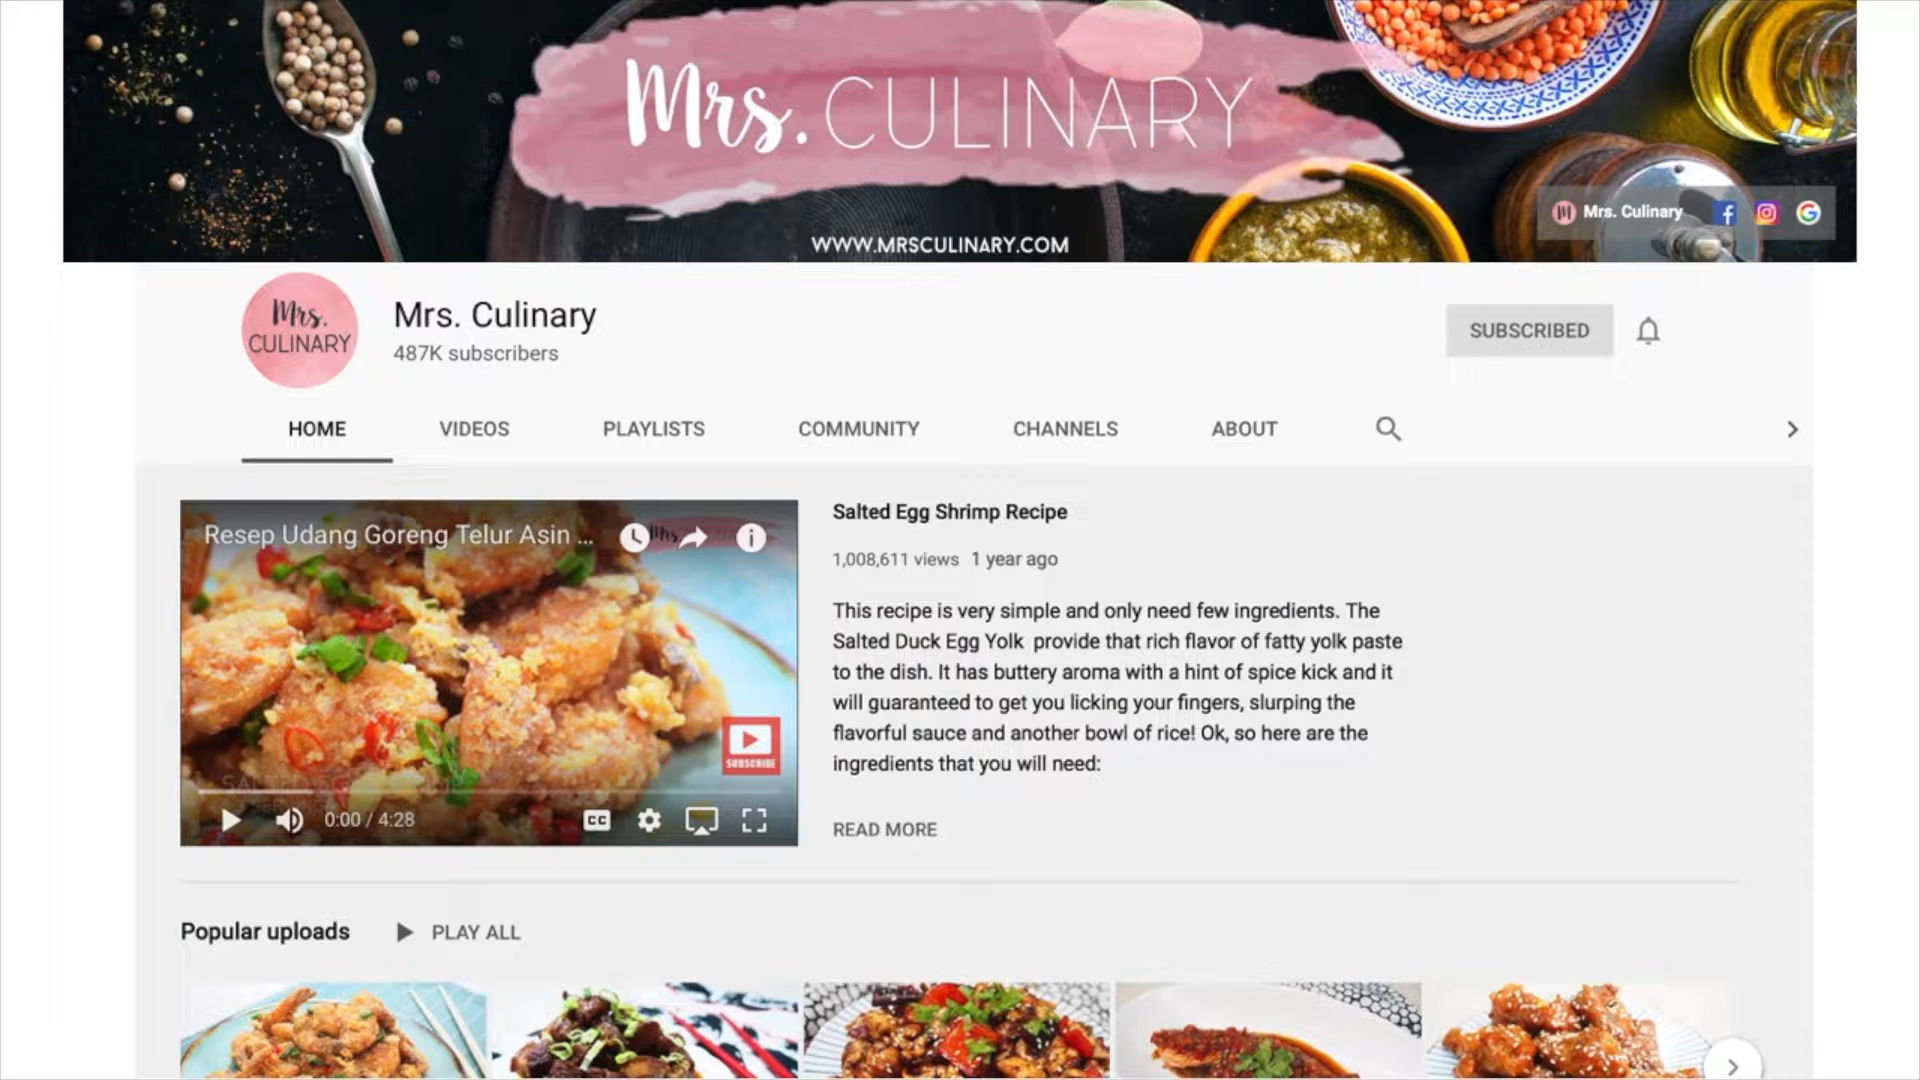 Mrs. CULINARY
WWW.MRSCULINARY.COM
Mrs. Culinary
Mrs.
CULINARY
Mrs. Culinary
487K subscribers
SUBSCRIBED
HOME VIDEOS PLAYLISTS COMMUNITY CHANNELS ABOUT
Resep Udang Goreng Telur Asin ...
SUBSCRIBE
0:00 / 4:28
CC
Salted Egg Shrimp Recipe
1,008,611 views 1 year ago
This recipe is very simple and only need few ingredients. The
Salted Duck Egg Yolk provide that rich flavor of fatty yolk paste
to the dish. It has buttery aroma with a hint of spice kick and it
will guaranteed to get you licking your fingers, slurping the
flavorful sauce and another bowl of rice! Ok, so here are the
ingredients that you will need:
READ MORE
Popular uploads PLAY ALL